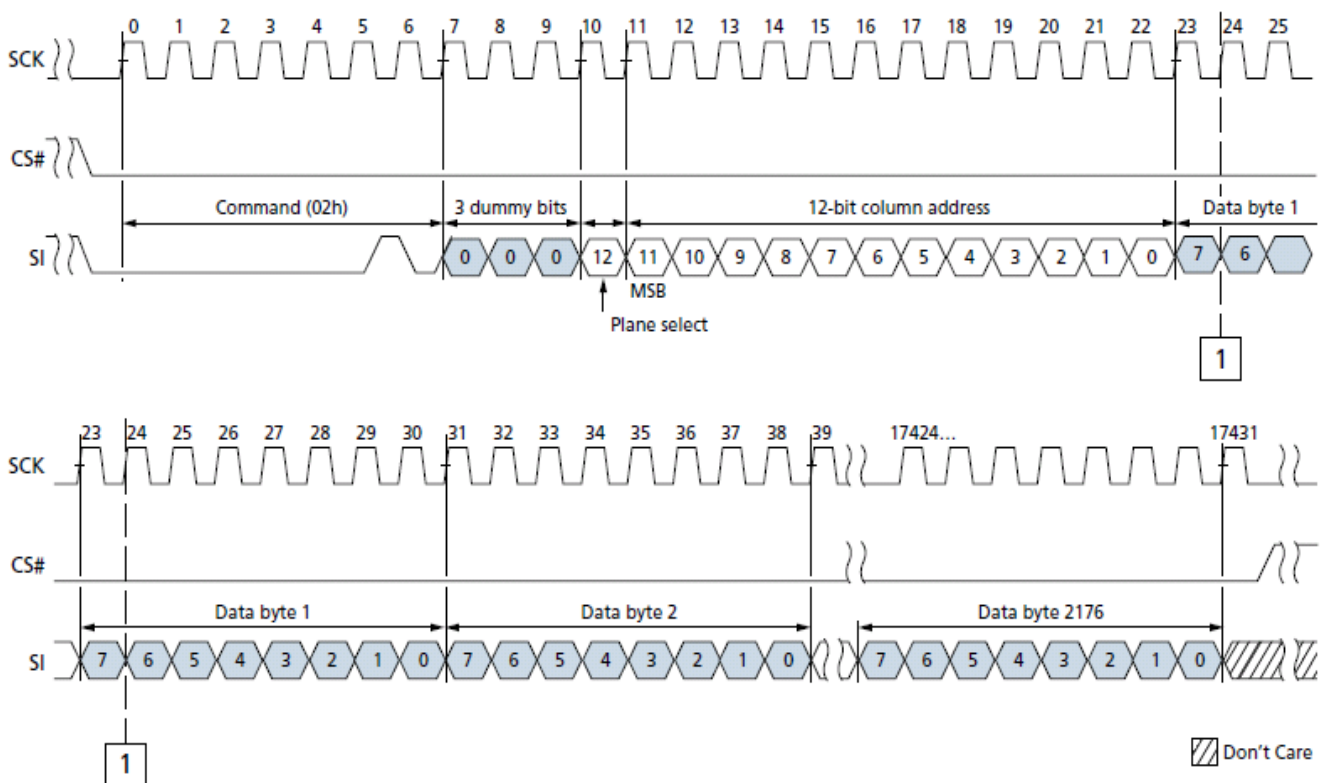 0 1 2 3 4 5 6 7 8 9 10 11 12 13 14 15 16 17 18 19 20 21 22 23 24 25
SCK
CS#
Command (02h) 3 dummy bits 12-bit column address Data byte 1
SI 0 0 0 12 11 10 9 8 7 6 5 4 3 2 1 0 7 6
MSB
Plane select
1
23 24 25 26 27 28 29 30 31 32 33 34 35 36 37 38 39 17424... 17431
SCK
CS#
Data byte 1 Data byte 2 Data byte 2176
SI 7 6 5 4 3 2 1 0 7 6 5 4 3 2 1 0 7 6 5 4 3 2 1 0
1
Don't Care